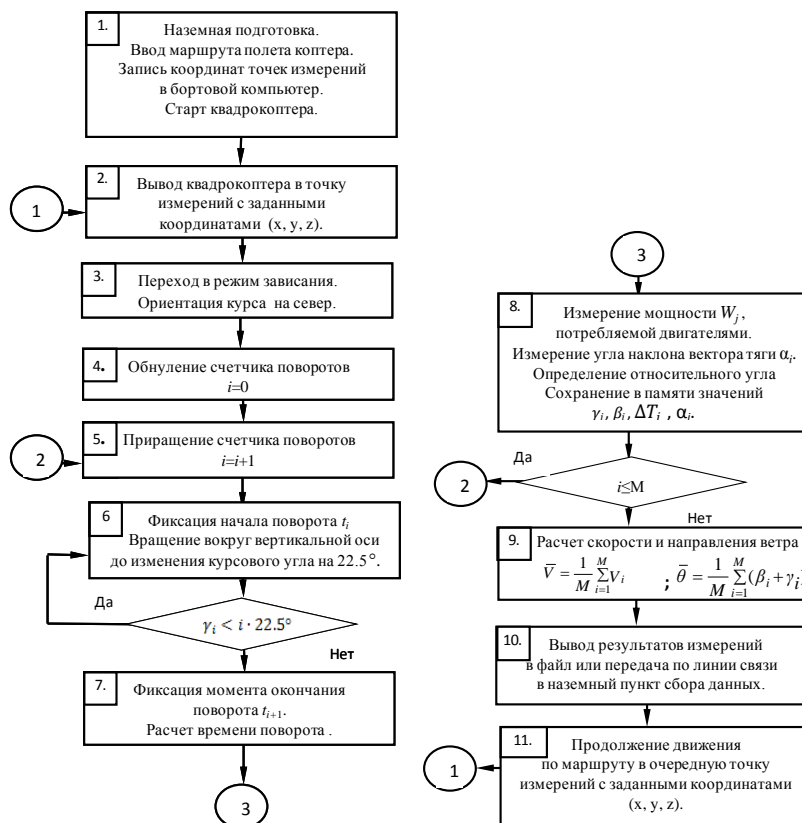 1.
Наземная подготовка.
Ввод маршрута полета коптера.
Запись координат точек измерений
в бортовой компьютер.
Старт квадрокоптера.
1
2.
Вывод квадрокоптера в точку
измерений с заданными
координатами (x, y, z).
3.
Переход в режим зависания.
Ориентация курса на север.
4.
Обнуление счетчика поворотов
i=0
2
5.
Приращение счетчика поворотов
i=i+1
6
Фиксация начала поворота tᵢ
Вращение вокруг вертикальной оси
до изменения курсового угла на 22.5°.
Да
γᵢ < i · 22.5°
Нет
7.
Фиксация момента окончания
поворота tᵢ₊₁.
Расчет времени поворота .
3
3
8.
Измерение мощности Wⱼ ,
потребляемой двигателями.
Измерение угла наклона вектора тяги αᵢ.
Определение относительного угла
Сохранение в памяти значений
γᵢ, βᵢ, ΔTᵢ , αᵢ.
Да
2
i≤M
Нет
9.
Расчет скорости и направления ветра
V̅ = 1/M ∑ᵢ₌₁ᴹ Vᵢ ; θ̅ = 1/M ∑ᵢ₌₁ᴹ (βᵢ + γᵢ)
10.
Вывод результатов измерений
в файл или передача по линии связи
в наземный пункт сбора данных.
11.
Продолжение движения
по маршруту в очередную точку
измерений с заданными координатами
(x, y, z).
1